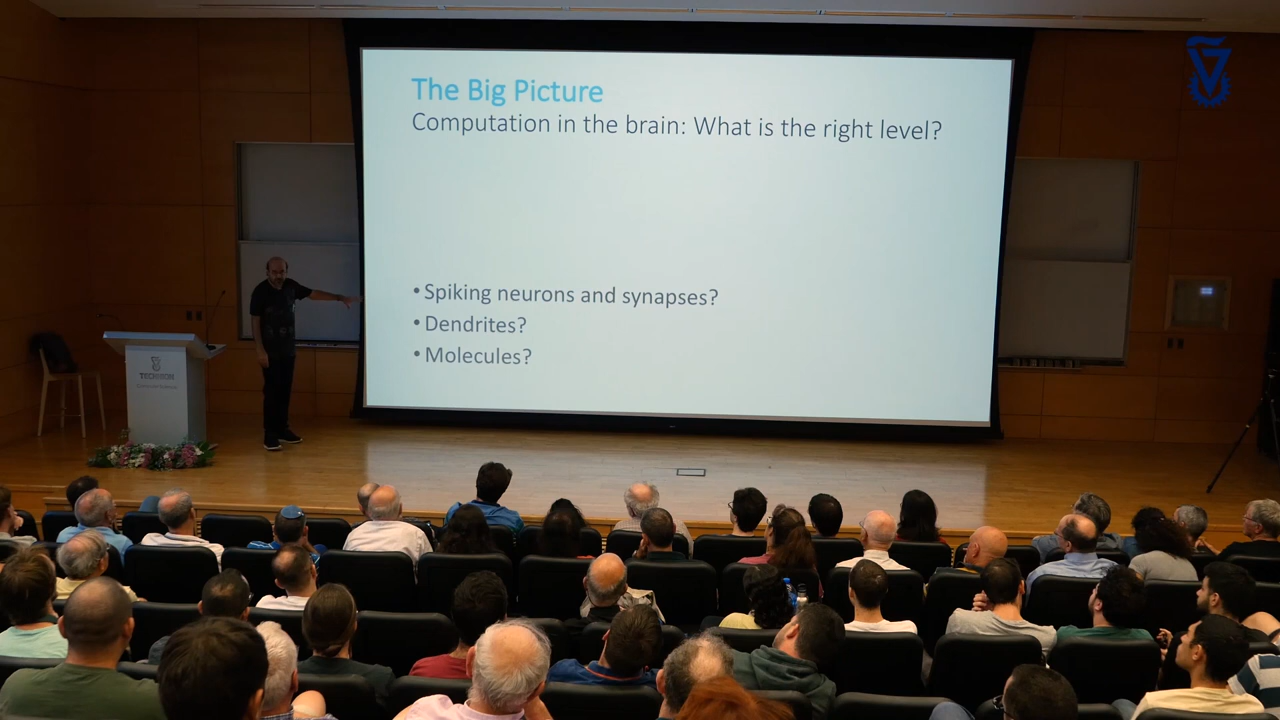 The Big Picture
Computation in the brain: What is the right level?
• Spiking neurons and synapses?
• Dendrites?
• Molecules?
TECHNION